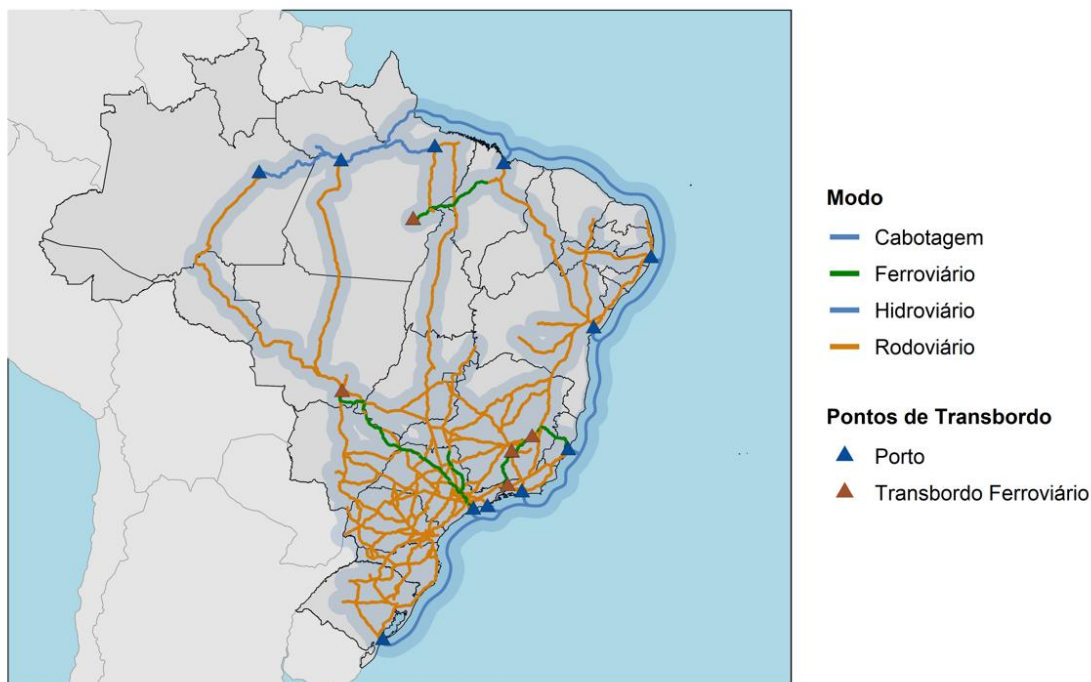 Modo
Cabotagem
Ferroviário
Hidroviário
Rodoviário
Pontos de Transbordo
Porto
Transbordo Ferroviário